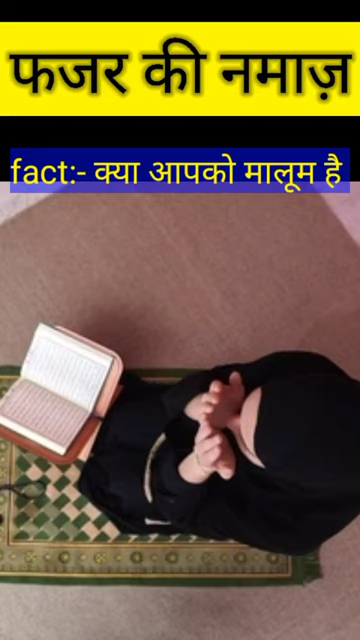 फजर की नमाज़
fact:- क्या आपको मालूम है